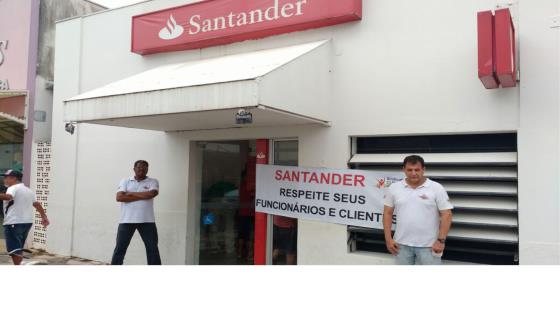 Santander
SANTANDER
RESPEITE SEUS
FUNCIONÁRIOS E CLIENTES